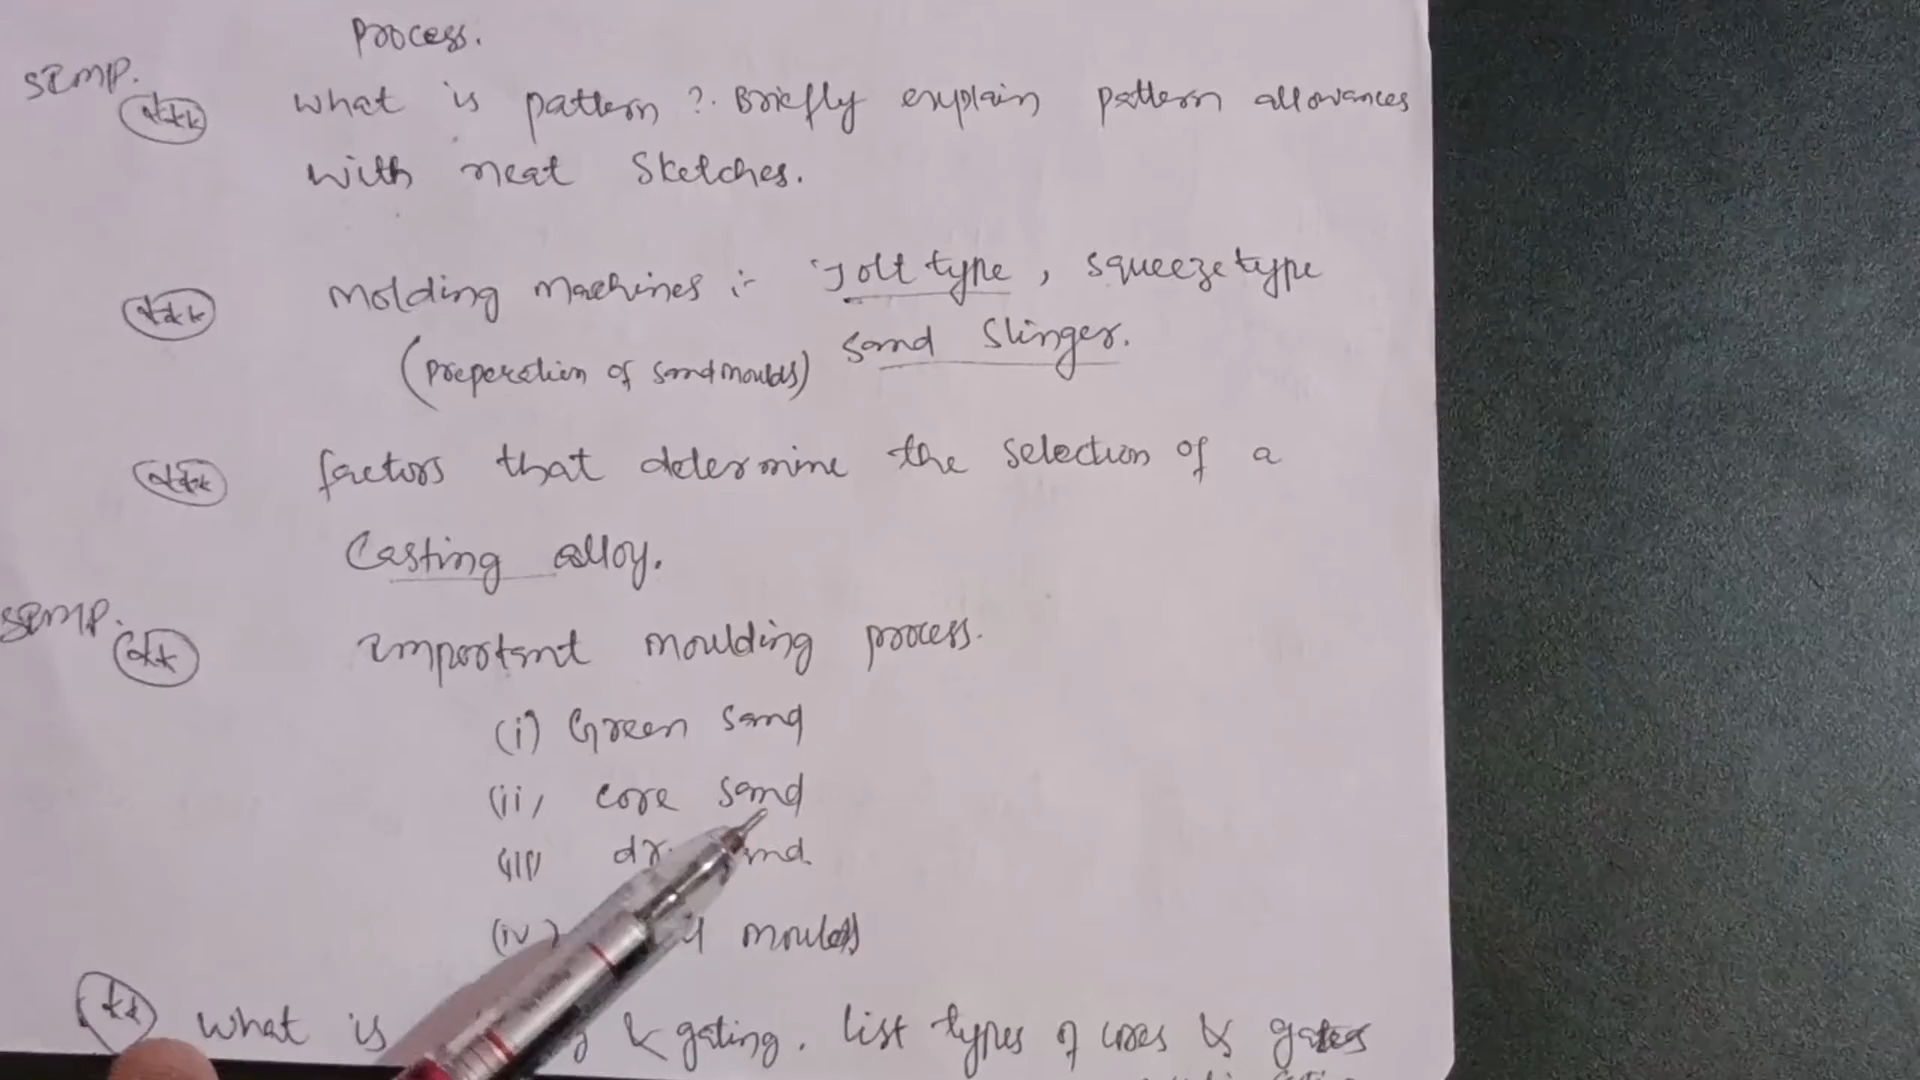 process.
SIMP.
*** what is pattern ?. Briefly explain pattern allowances
with neat Sketches.
*** Molding machines :- Jolt type, squeeze type
(preperation of sand moulds) Sand Slinger.
*** factors that determine the selection of a
Casting alloy.
SIMP.
** Important moulding process.
(i) Green sand
(ii) core sand
(iii)
(iv) moulds
** what is & gating. list types of cores & gates